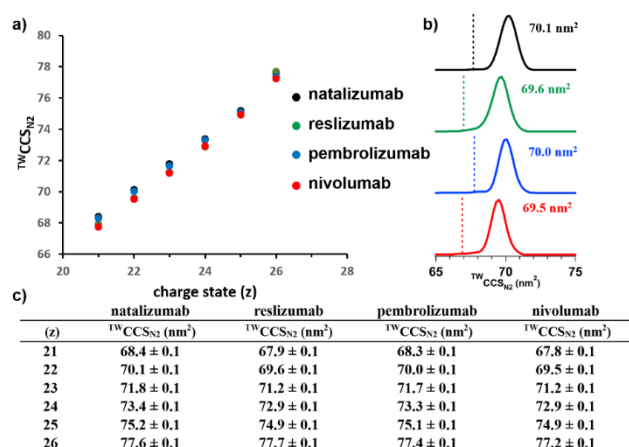 a)
80
78
76
74
72
70
68
66
20
22
24
26
28
TWCCSN2
charge state (z)
natalizumab
reslizumab
pembrolizumab
nivolumab
b)
70.1 nm²
69.6 nm²
70.0 nm²
69.5 nm²
65
70
75
TWCCSN2 (nm²)
c)
natalizumab reslizumab pembrolizumab nivolumab
(z) TWCCSN2 (nm²) TWCCSN2 (nm²) TWCCSN2 (nm²) TWCCSN2 (nm²)
21 68.4 ± 0.1 67.9 ± 0.1 68.3 ± 0.1 67.8 ± 0.1
22 70.1 ± 0.1 69.6 ± 0.1 70.0 ± 0.1 69.5 ± 0.1
23 71.8 ± 0.1 71.2 ± 0.1 71.7 ± 0.1 71.2 ± 0.1
24 73.4 ± 0.1 72.9 ± 0.1 73.3 ± 0.1 72.9 ± 0.1
25 75.2 ± 0.1 74.9 ± 0.1 75.1 ± 0.1 74.9 ± 0.1
26 77.6 ± 0.1 77.7 ± 0.1 77.4 ± 0.1 77.2 ± 0.1